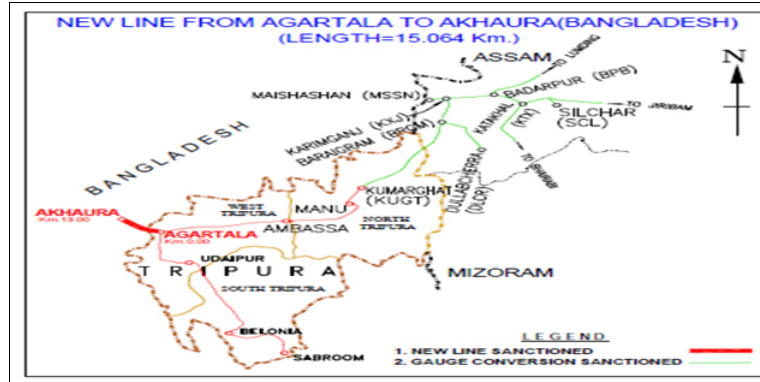 NEW LINE FROM AGARTALA TO AKHAURA(BANGLADESH)
(LENGTH=15.064 Km.)
ASSAM
TO LUMDING
N
BADARPUR (BPB)
MAISHASHAN (MSSN)
KARIMGANJ (KXJ)
BARAIGRAM (BRGM)
KATAKHAL
(KTX)
SILCHAR
(SCL)
TO JIRIBAM
TO BHAIRABI
DULLABCHERRA
(DLCR)
BANGLADESH
KUMARGHAT
(KUGT)
WEST
TRIPURA
MANU
NORTH
TRIPURA
AKHAURA
Km.13.00
AGARTALA
Km.0.00
AMBASSA
UDAIPUR
TRIPURA
SOUTH TRIPURA
MIZORAM
BELONIA
SABROOM
LEGEND
1. NEW LINE SANCTIONED
2. GAUGE CONVERSION SANCTIONED